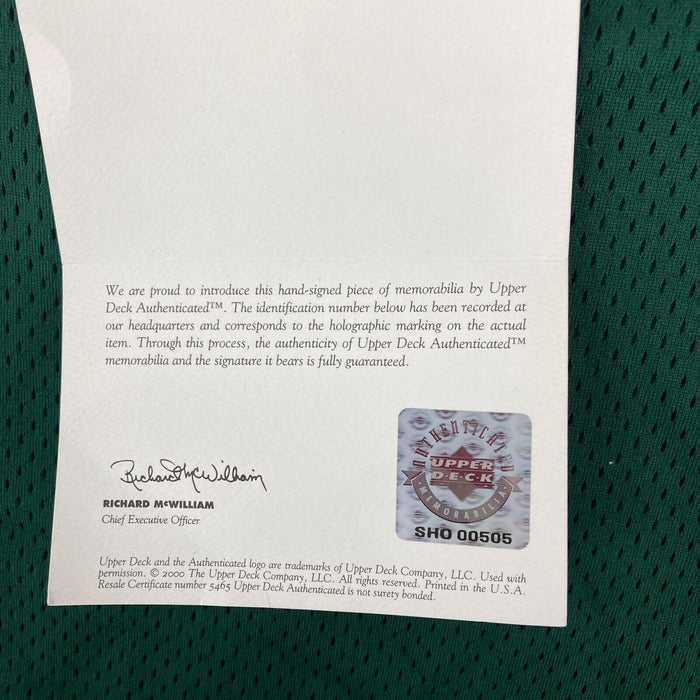 We are proud to introduce this hand-signed piece of memorabilia by Upper
Deck Authenticated™. The identification number below has been recorded at
our headquarters and corresponds to the holographic marking on the actual
item. Through this process, the authenticity of Upper Deck Authenticated™
memorabilia and the signature it bears is fully guaranteed.
Richard McWilliam
RICHARD McWILLIAM
Chief Executive Officer
AUTHENTICATED
UPPER
D·E·C·K
MEMORABILIA
SHO 00505
Upper Deck and the Authenticated logo are trademarks of Upper Deck Company, LLC. Used with
permission. © 2000 The Upper Deck Company, LLC. All rights reserved. Printed in the U.S.A.
Resale Certificate number 5465 Upper Deck Authenticated is not surety bonded.